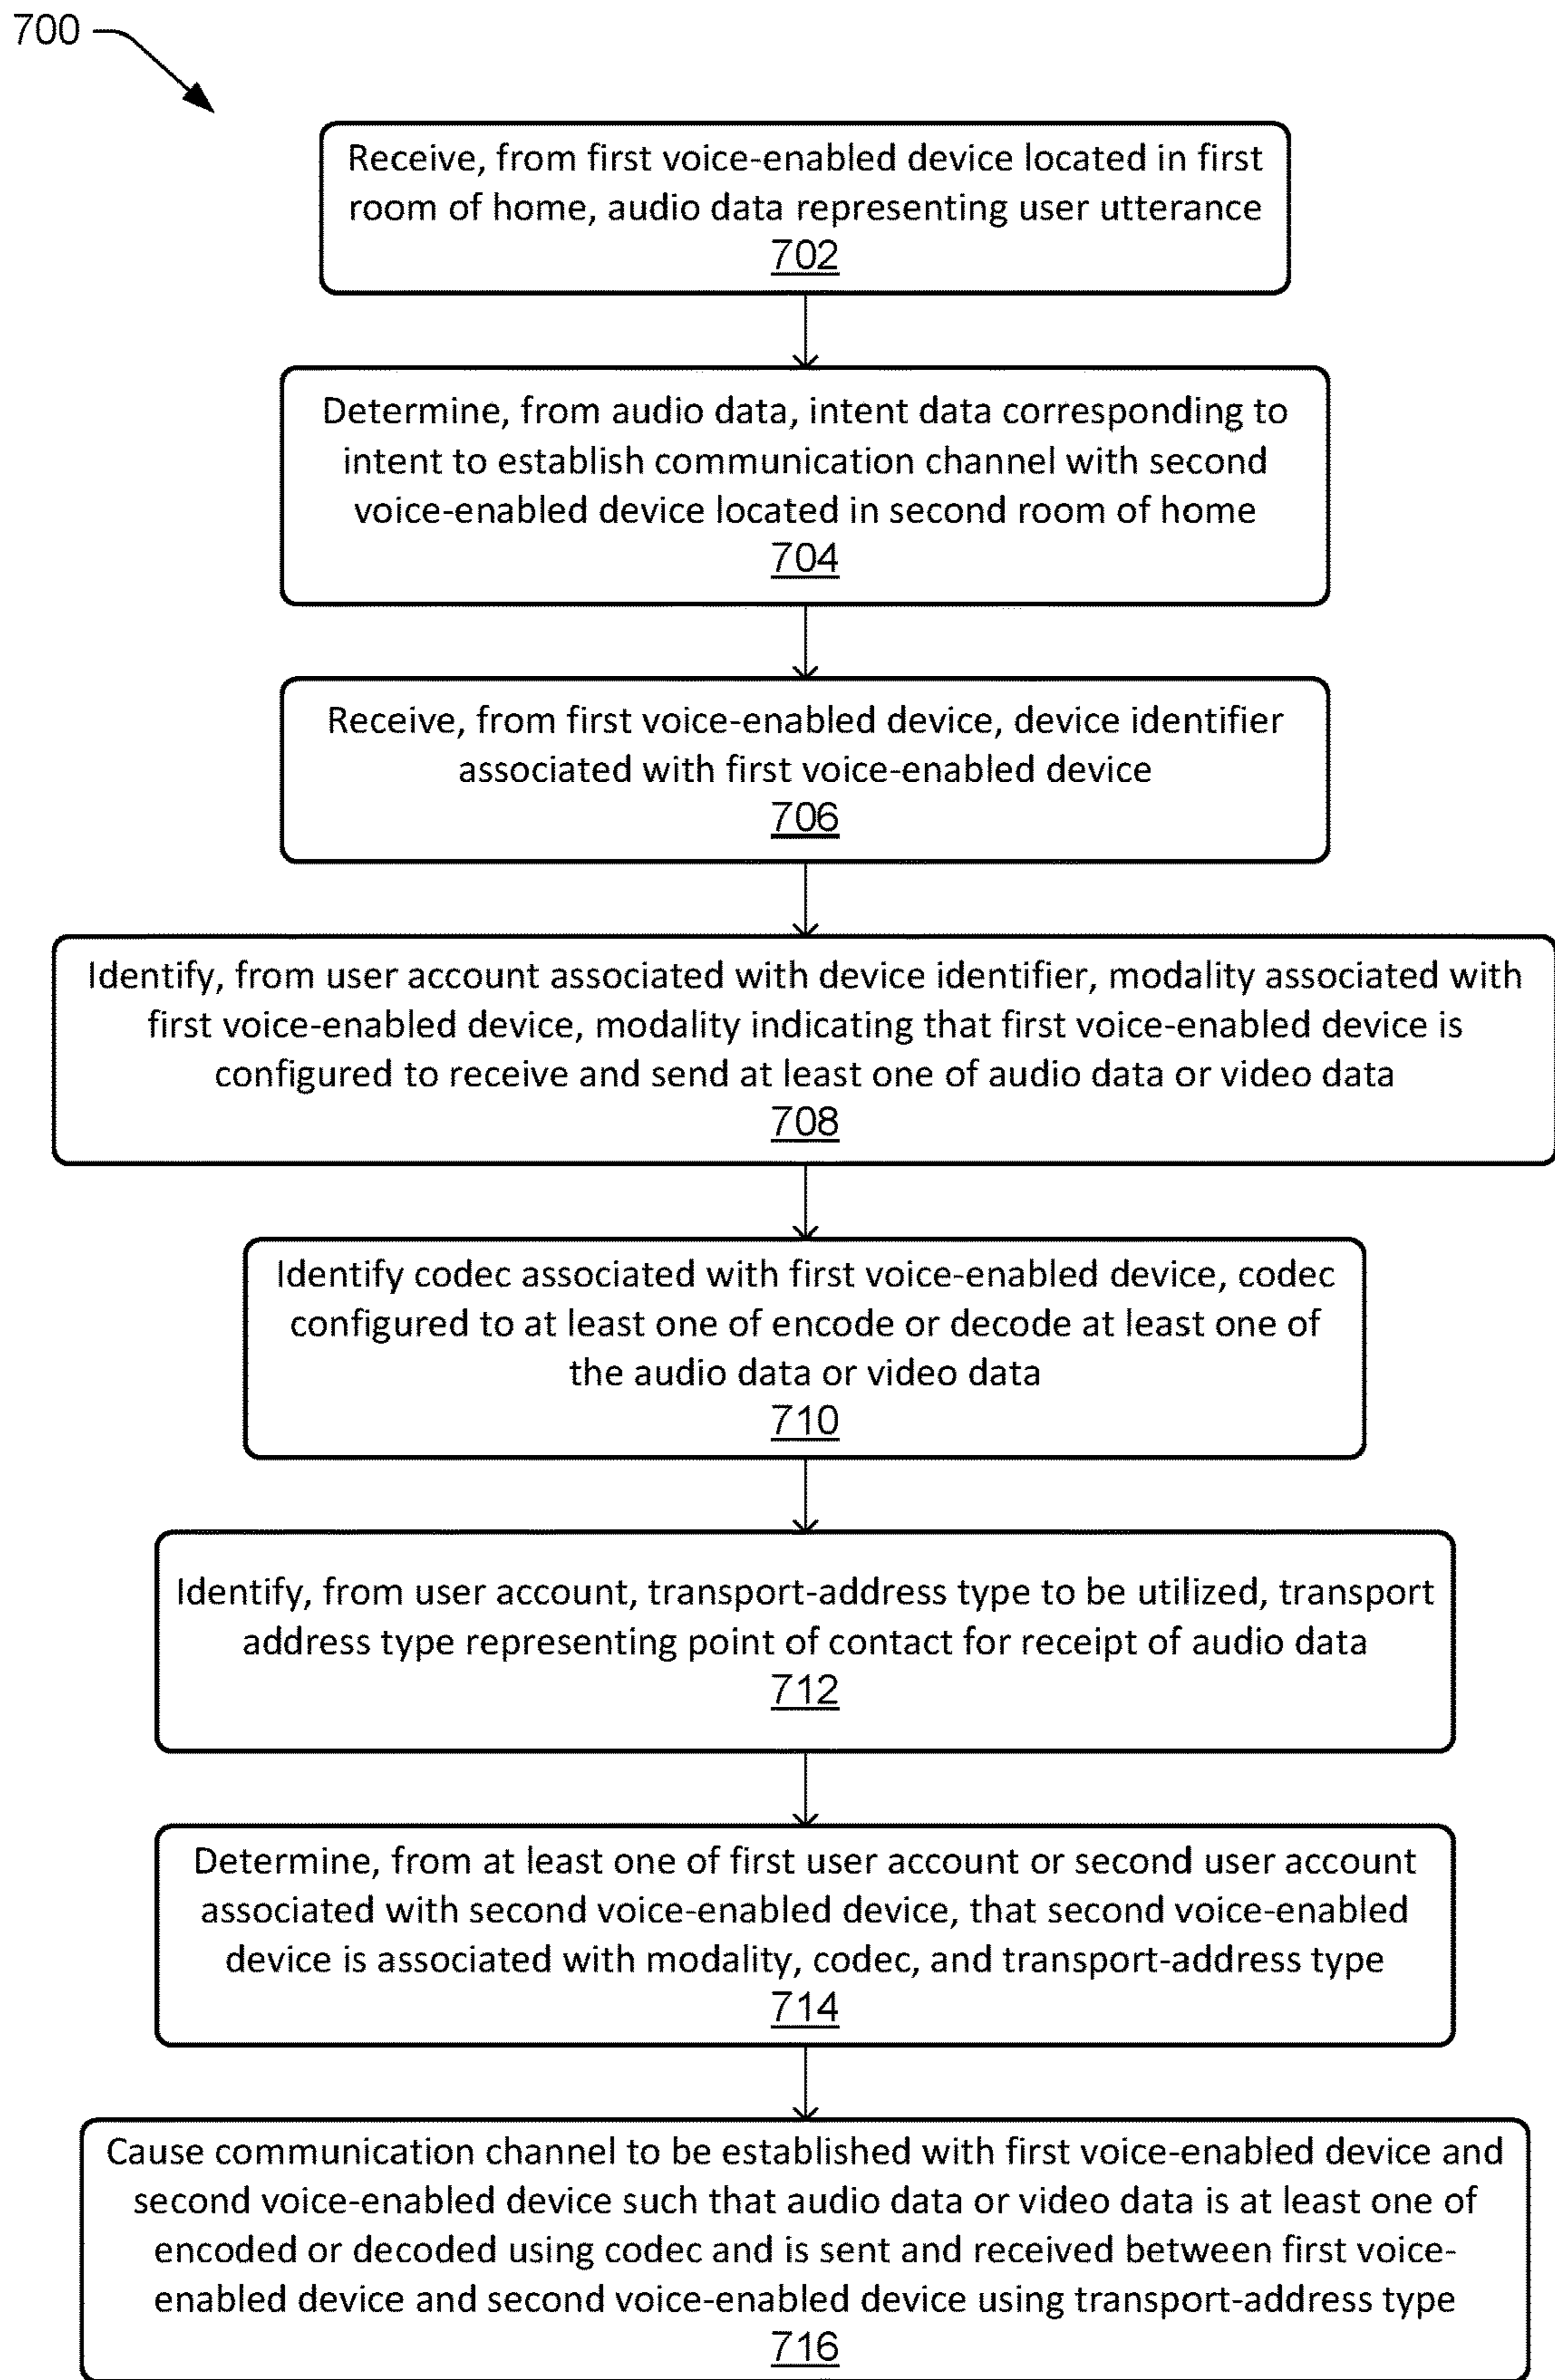 700
Receive, from first voice-enabled device located in first
room of home, audio data representing user utterance
702
Determine, from audio data, intent data corresponding to
intent to establish communication channel with second
voice-enabled device located in second room of home
704
Receive, from first voice-enabled device, device identifier
associated with first voice-enabled device
706
Identify, from user account associated with device identifier, modality associated with
first voice-enabled device, modality indicating that first voice-enabled device is
configured to receive and send at least one of audio data or video data
708
Identify codec associated with first voice-enabled device, codec
configured to at least one of encode or decode at least one of
the audio data or video data
710
Identify, from user account, transport-address type to be utilized, transport
address type representing point of contact for receipt of audio data
712
Determine, from at least one of first user account or second user account
associated with second voice-enabled device, that second voice-enabled
device is associated with modality, codec, and transport-address type
714
Cause communication channel to be established with first voice-enabled device and
second voice-enabled device such that audio data or video data is at least one of
encoded or decoded using codec and is sent and received between first voice-
enabled device and second voice-enabled device using transport-address type
716